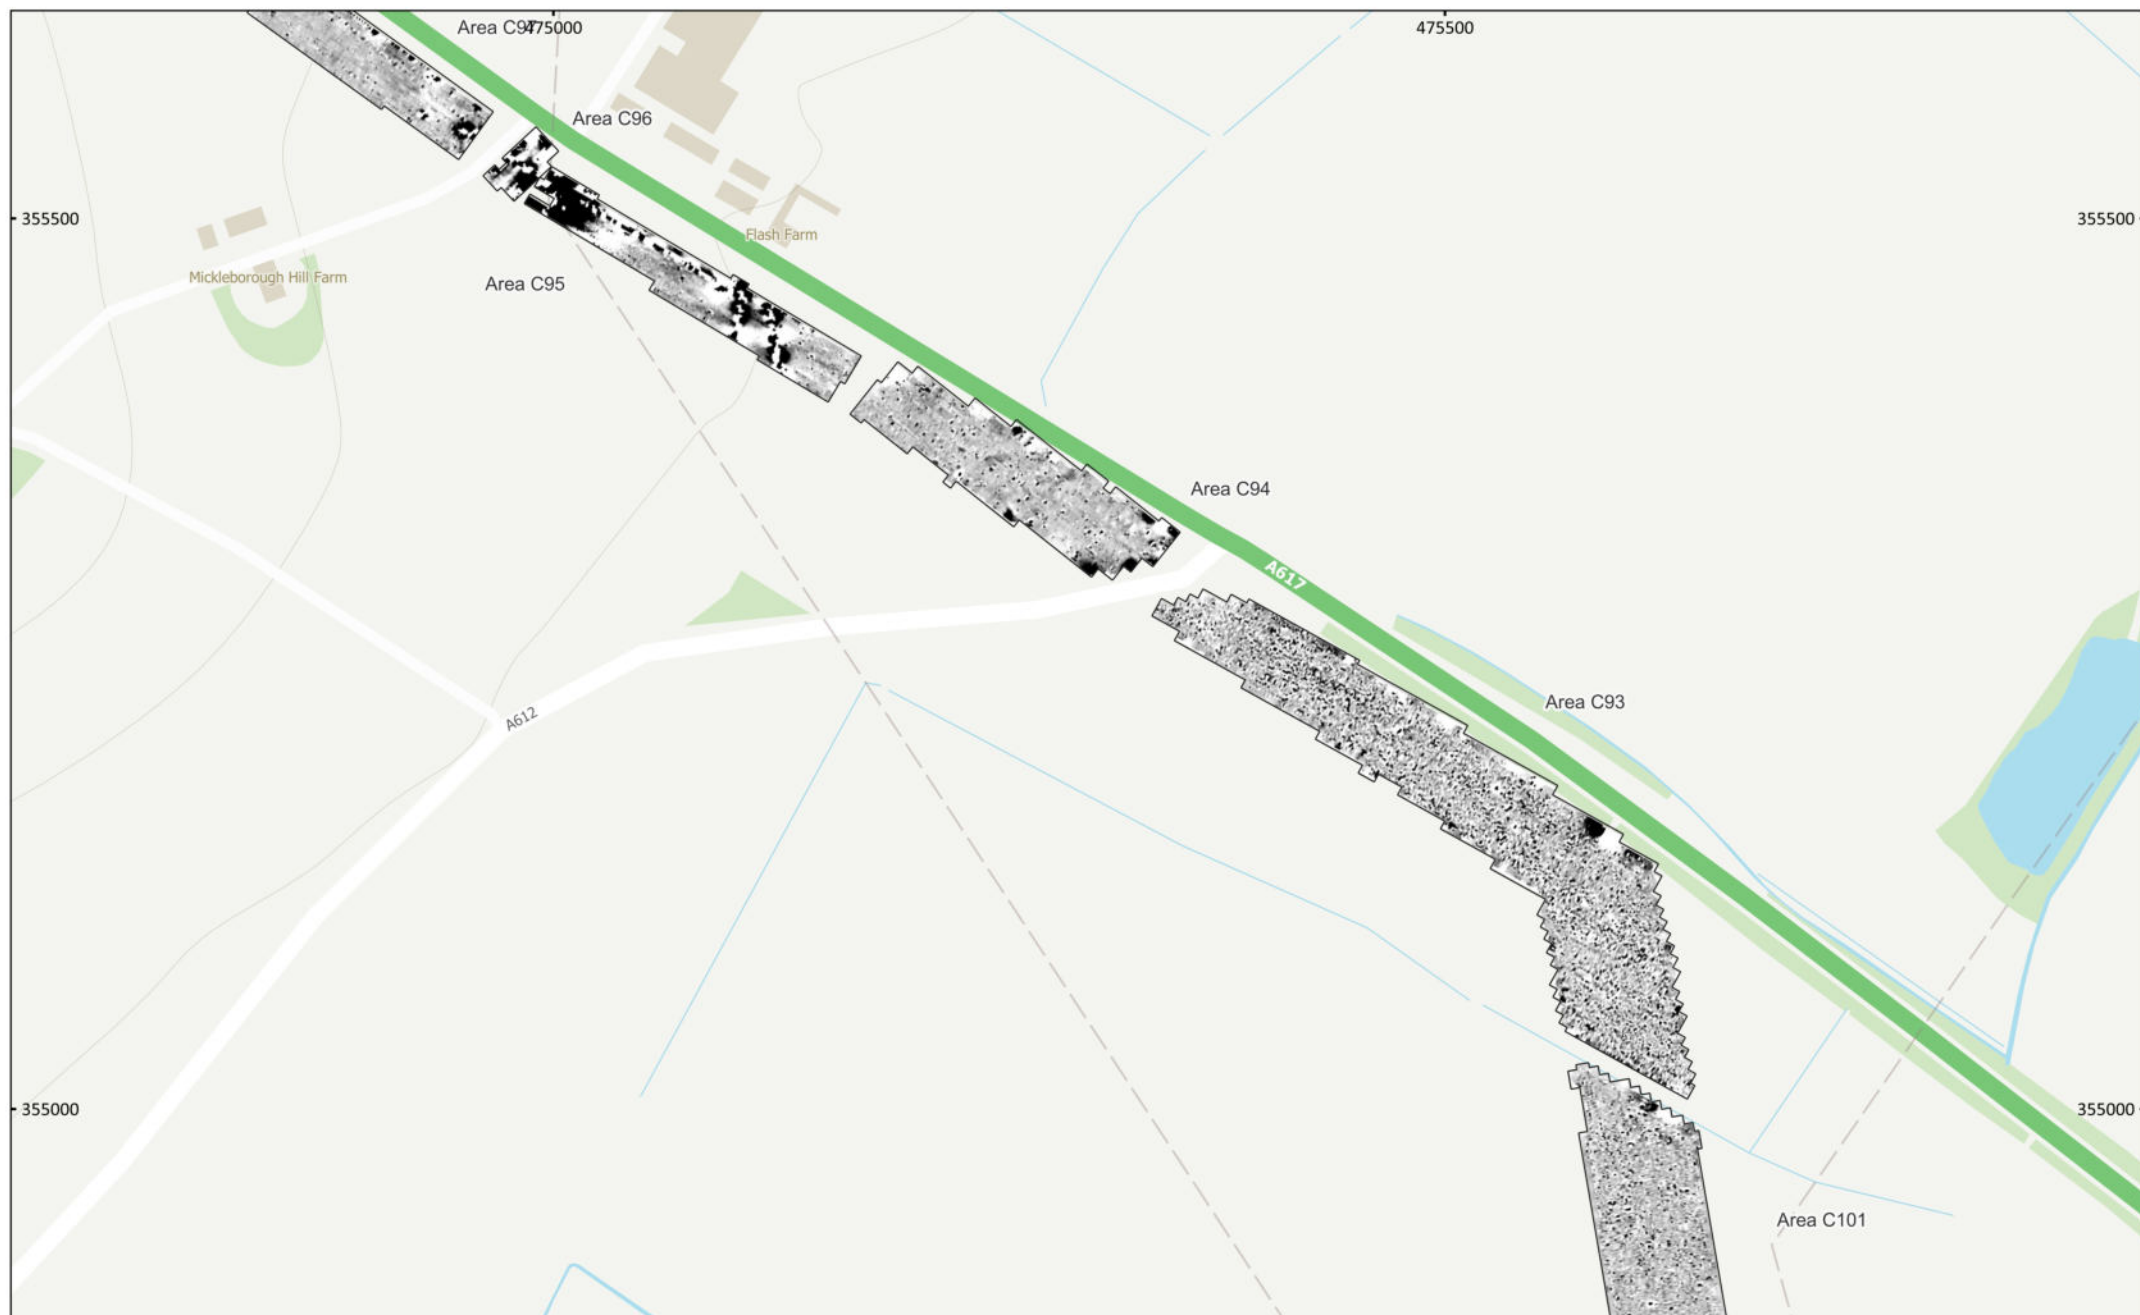 Area C97
475000
475500
Area C96
355500
355500
Flash Farm
Mickleborough Hill Farm
Area C95
Area C94
A617
Area C93
A612
355000
355000
Area C101